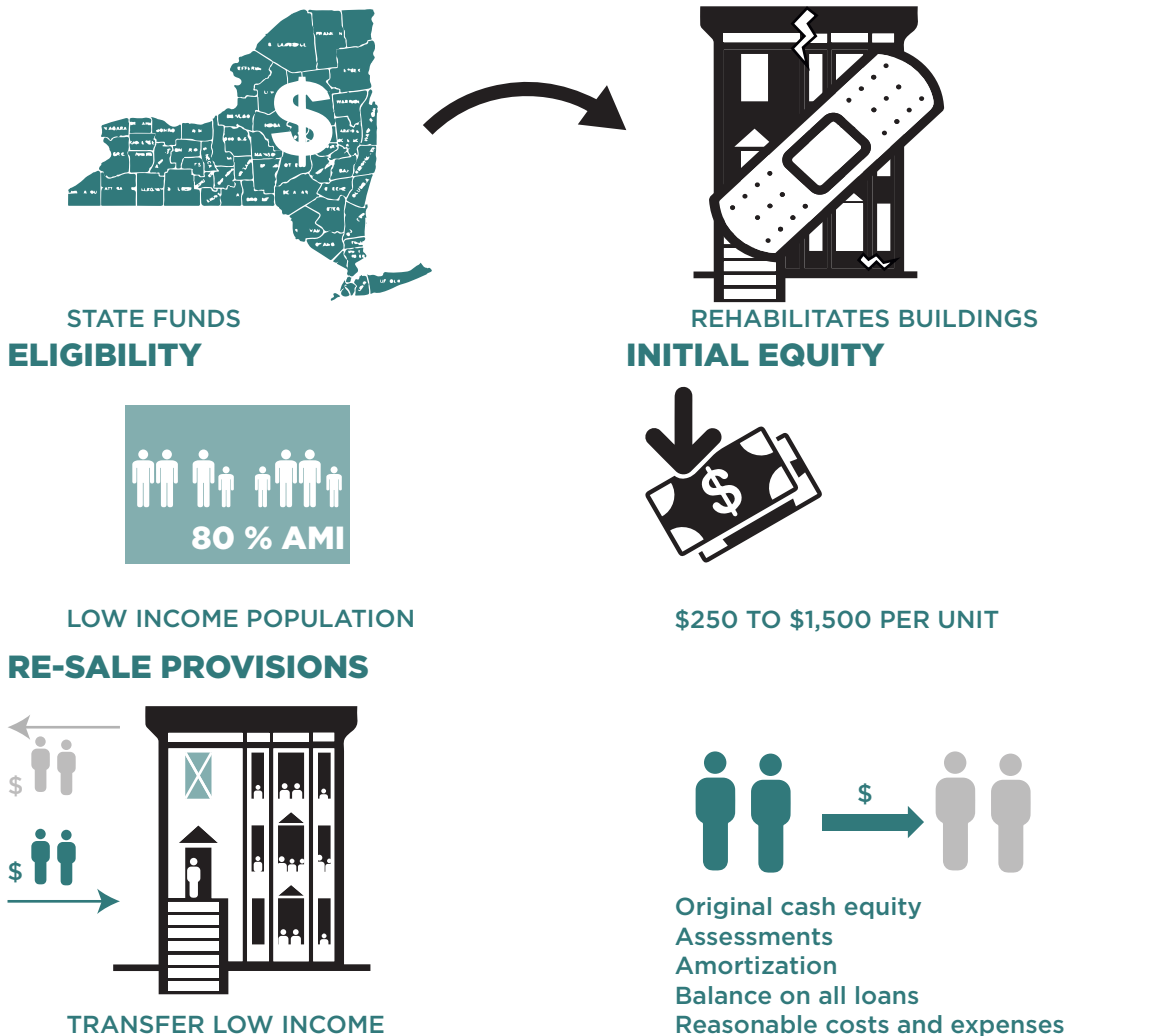 $
STATE FUNDS
REHABILITATES BUILDINGS
ELIGIBILITY
INITIAL EQUITY
80 % AMI
$
LOW INCOME POPULATION
$250 TO $1,500 PER UNIT
RE-SALE PROVISIONS
$
$
$
Original cash equity
Assessments
Amortization
Balance on all loans
Reasonable costs and expenses
TRANSFER LOW INCOME